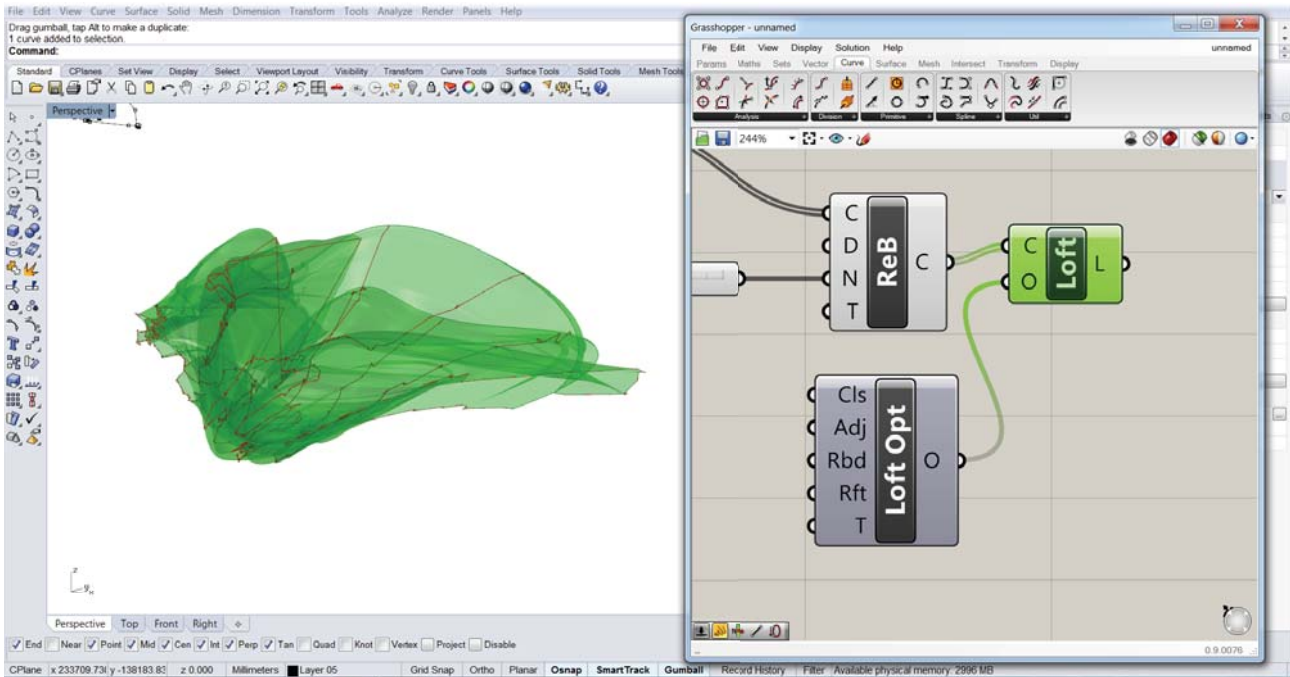 File Edit View Curve Surface Solid Mesh Dimension Transform Tools Analyze Render Panels Help
Drag gumball, tap Alt to make a duplicate:
1 curve added to selection.
Command:
Standard CPlanes Set View Display Select Viewport Layout Visibility Transform Curve Tools Surface Tools Solid Tools Mesh Tools
Perspective
z
y
Perspective Top Front Right
End Near Point Mid Cen Int Perp Tan Quad Knot Vertex Project Disable
CPlane x 233709.73 y -138183.83 z 0.000 Millimeters Layer 05 Grid Snap Ortho Planar Osnap SmartTrack Gumball Record History Filter Available physical memory: 2996 MB
Grasshopper - unnamed
File Edit View Display Solution Help unnamed
Params Maths Sets Vector Curve Surface Mesh Intersect Transform Display
Analysis Division Primitive Spline Util
244%
C
D
N
T
ReB
C
C
O
Loft
L
Cls
Adj
Rbd
Rft
T
Loft Opt
O
0.9.0076